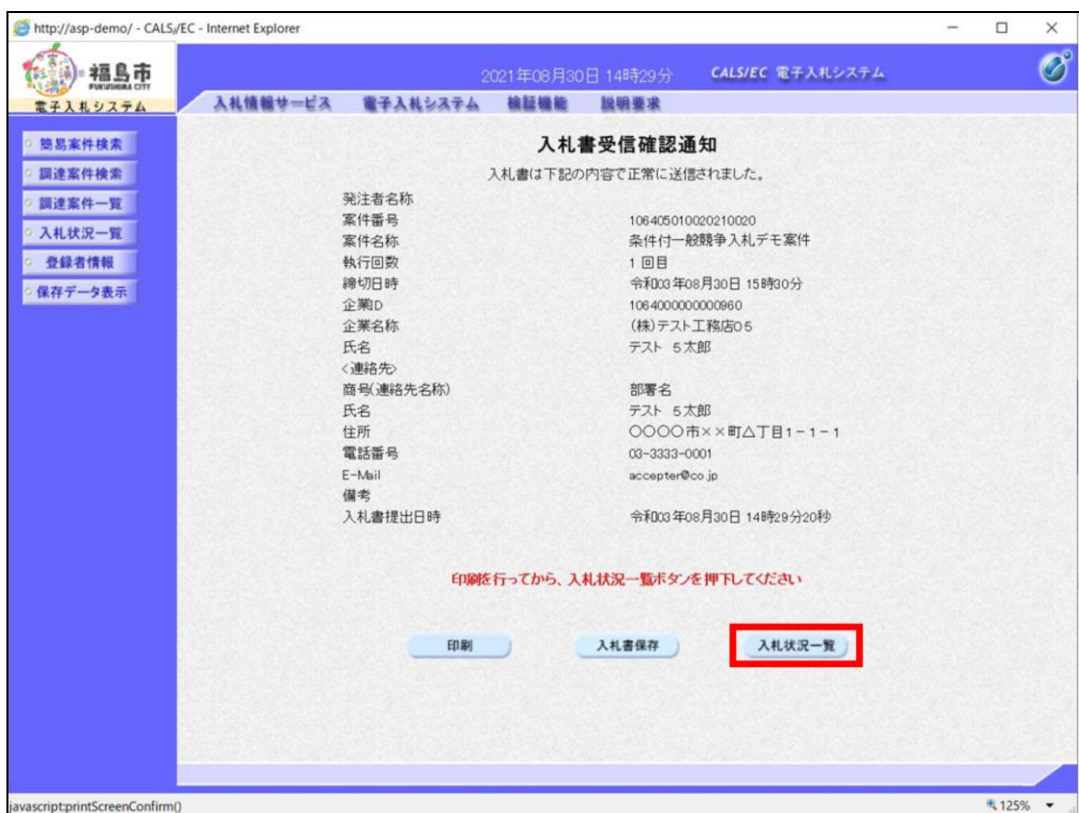 http://asp-demo/ - CALS/EC - Internet Explorer
福島市
FUKUSHIMA CITY
電子入札システム
2021年08月30日 14時29分
CALS/EC 電子入札システム
入札情報サービス 電子入札システム 検証機能 説明要求
簡易案件検索
調達案件検索
調達案件一覧
入札状況一覧
登録者情報
保存データ表示
入札書受信確認通知
入札書は下記の内容で正常に送信されました。
発注者名称
案件番号 106405010020210020
案件名称 条件付一般競争入札デモ案件
執行回数 1 回目
締切日時 令和03年08月30日 15時30分
企業ID 1064000000000960
企業名称 (株)テスト工務店05
氏名 テスト 5太郎
<連絡先>
商号(連絡先名称) 部署名
氏名 テスト 5太郎
住所 〇〇〇〇市××町△丁目1-1-1
電話番号 03-3333-0001
E-Mail accepter@co.jp
備考
入札書提出日時 令和03年08月30日 14時29分20秒
印刷を行ってから、入札状況一覧ボタンを押下してください
印刷 入札書保存 入札状況一覧
javascript:printScreenConfirm()
125%